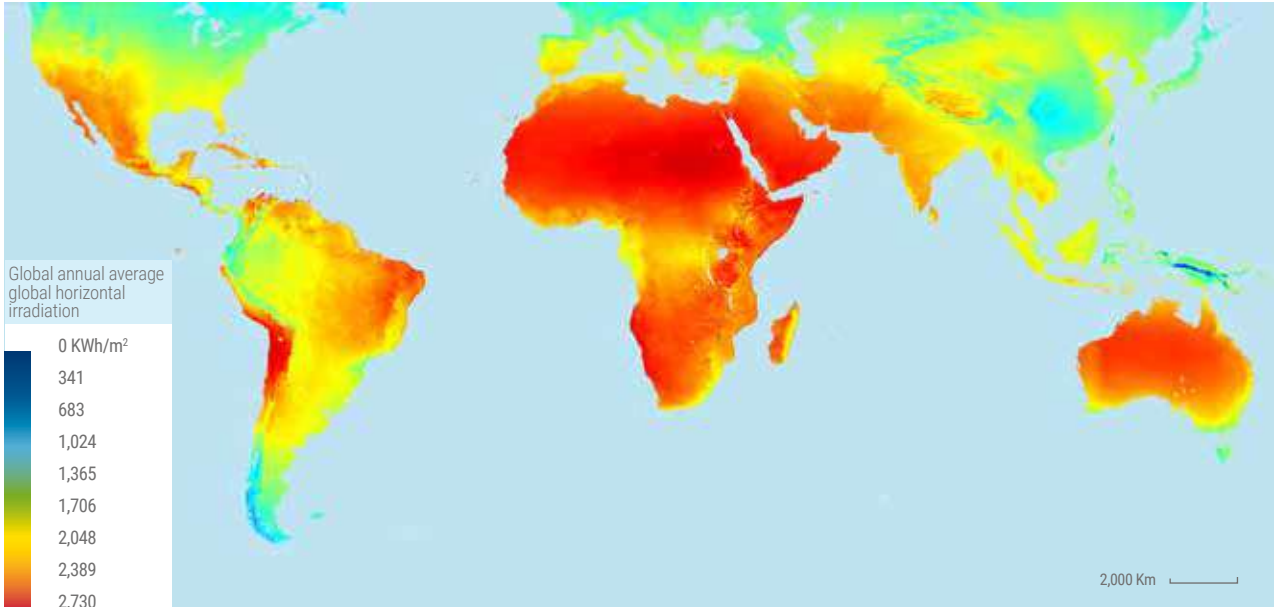 Global annual average
global horizontal
irradiation
0 KWh/m²
341
683
1,024
1,365
1,706
2,048
2,389
2,730
2,000 Km